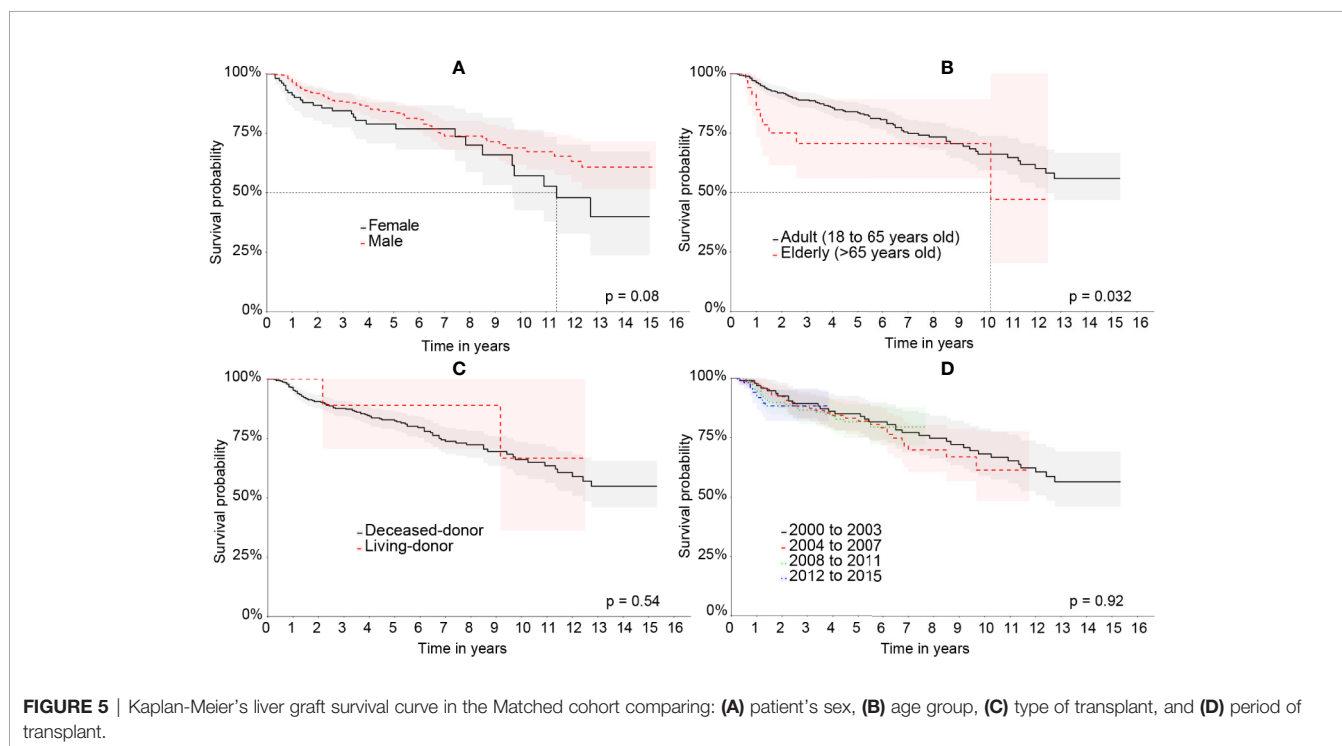 A
100%
75%
50%
25%
0%
Survival probability
Female
Male
p = 0.08
0 1 2 3 4 5 6 7 8 9 10 11 12 13 14 15 16
Time in years
B
100%
75%
50%
25%
0%
Survival probability
Adult (18 to 65 years old)
Elderly (>65 years old)
p = 0.032
0 1 2 3 4 5 6 7 8 9 10 11 12 13 14 15 16
Time in years
C
100%
75%
50%
25%
0%
Survival probability
Deceased-donor
Living-donor
p = 0.54
0 1 2 3 4 5 6 7 8 9 10 11 12 13 14 15 16
Time in years
D
100%
75%
50%
25%
0%
Survival probability
2000 to 2003
2004 to 2007
2008 to 2011
2012 to 2015
p = 0.92
0 1 2 3 4 5 6 7 8 9 10 11 12 13 14 15 16
Time in years
FIGURE 5 | Kaplan-Meier's liver graft survival curve in the Matched cohort comparing: (A) patient's sex, (B) age group, (C) type of transplant, and (D) period of
transplant.